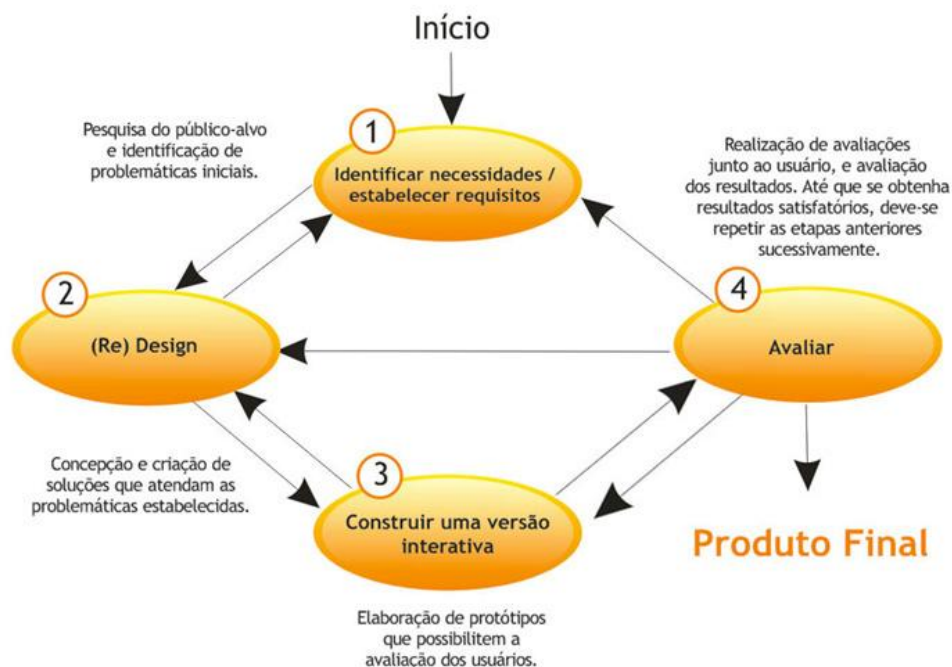 Início
Pesquisa do público-alvo
e identificação de
problemáticas iniciais.
1
Identificar necessidades /
estabelecer requisitos
Realização de avaliações
junto ao usuário, e avaliação
dos resultados. Até que se obtenha
resultados satisfatórios, deve-se
repetir as etapas anteriores
sucessivamente.
2
(Re) Design
4
Avaliar
Concepção e criação de
soluções que atendam as
problemáticas estabelecidas.
3
Construir uma versão
interativa
Produto Final
Elaboração de protótipos
que possibilitem a
avaliação dos usuários.